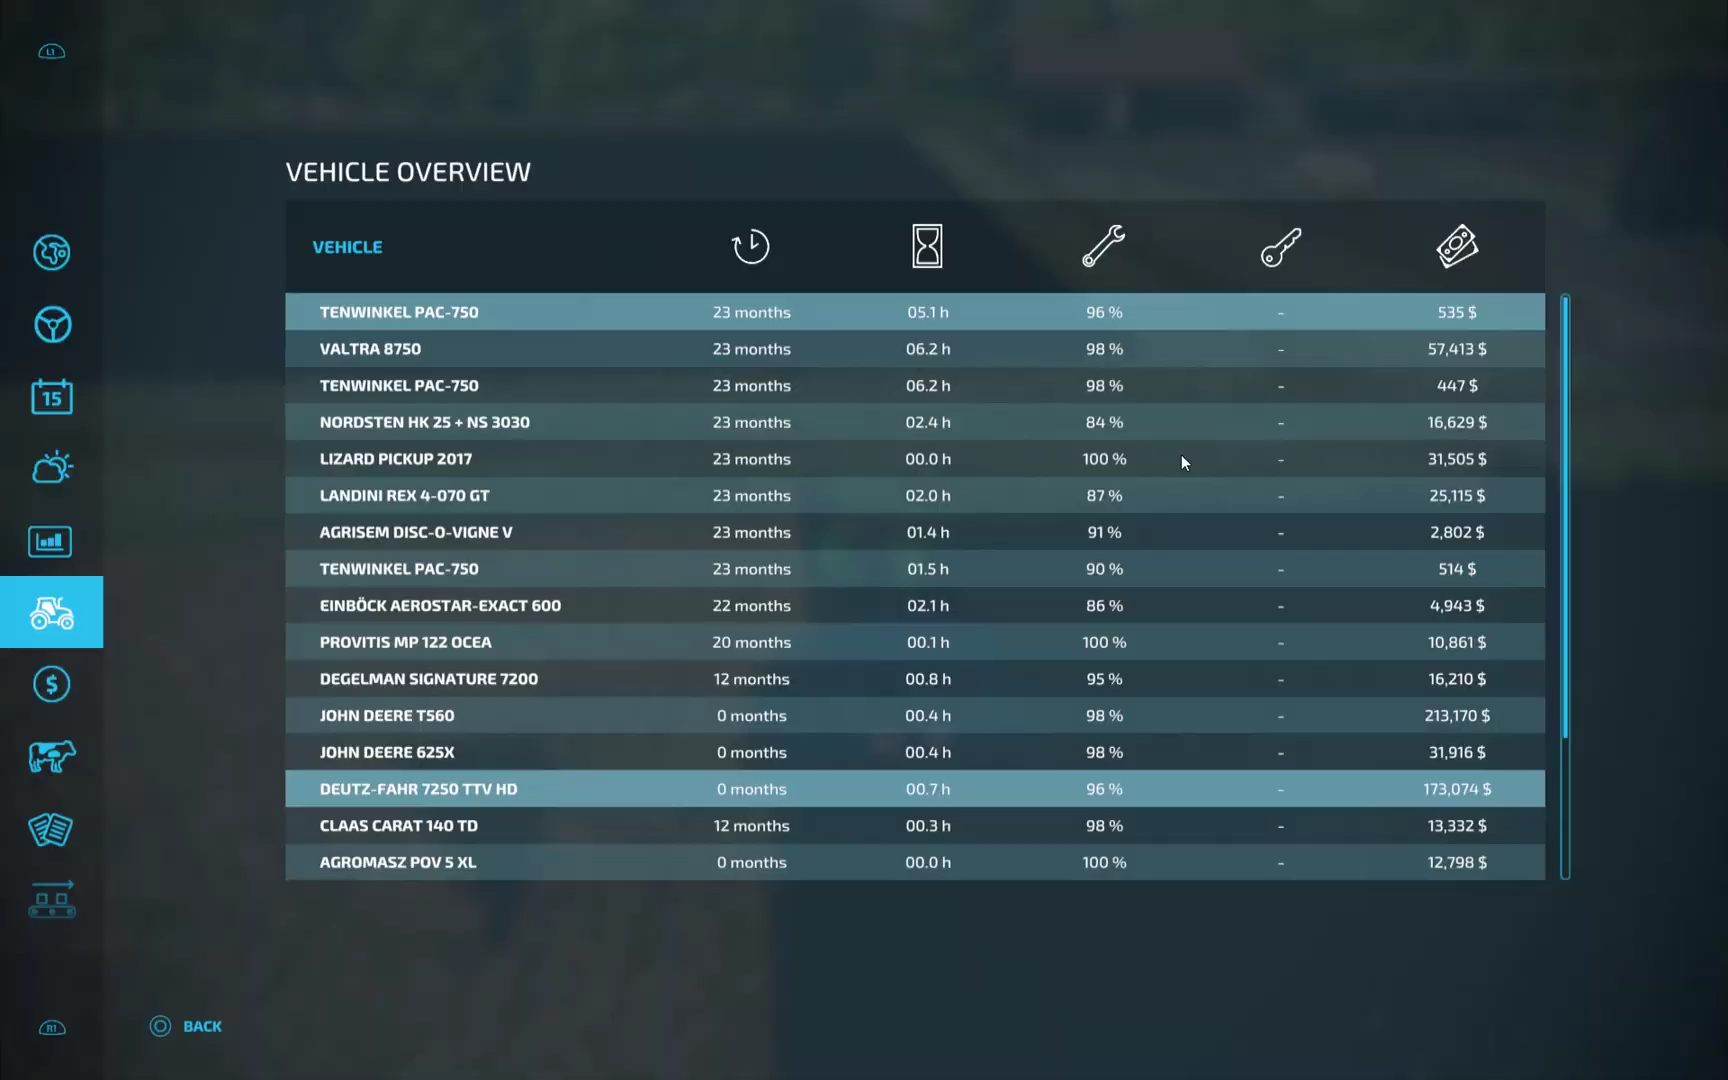 L1
VEHICLE OVERVIEW
VEHICLE
TENWINKEL PAC-750 23 months 05.1 h 96 % - 535 $
VALTRA 8750 23 months 06.2 h 98 % - 57,413 $
TENWINKEL PAC-750 23 months 06.2 h 98 % - 447 $
NORDSTEN HK 25 + NS 3030 23 months 02.4 h 84 % - 16,629 $
LIZARD PICKUP 2017 23 months 00.0 h 100 % - 31,505 $
LANDINI REX 4-070 GT 23 months 02.0 h 87 % - 25,115 $
AGRISEM DISC-O-VIGNE V 23 months 01.4 h 91 % - 2,802 $
TENWINKEL PAC-750 23 months 01.5 h 90 % - 514 $
EINBÖCK AEROSTAR-EXACT 600 22 months 02.1 h 86 % - 4,943 $
PROVITIS MP 122 OCEA 20 months 00.1 h 100 % - 10,861 $
DEGELMAN SIGNATURE 7200 12 months 00.8 h 95 % - 16,210 $
JOHN DEERE T560 0 months 00.4 h 98 % - 213,170 $
JOHN DEERE 625X 0 months 00.4 h 98 % - 31,916 $
DEUTZ-FAHR 7250 TTV HD 0 months 00.7 h 96 % - 173,074 $
CLAAS CARAT 140 TD 12 months 00.3 h 98 % - 13,332 $
AGROMASZ POV 5 XL 0 months 00.0 h 100 % - 12,798 $
15
$
R1
BACK